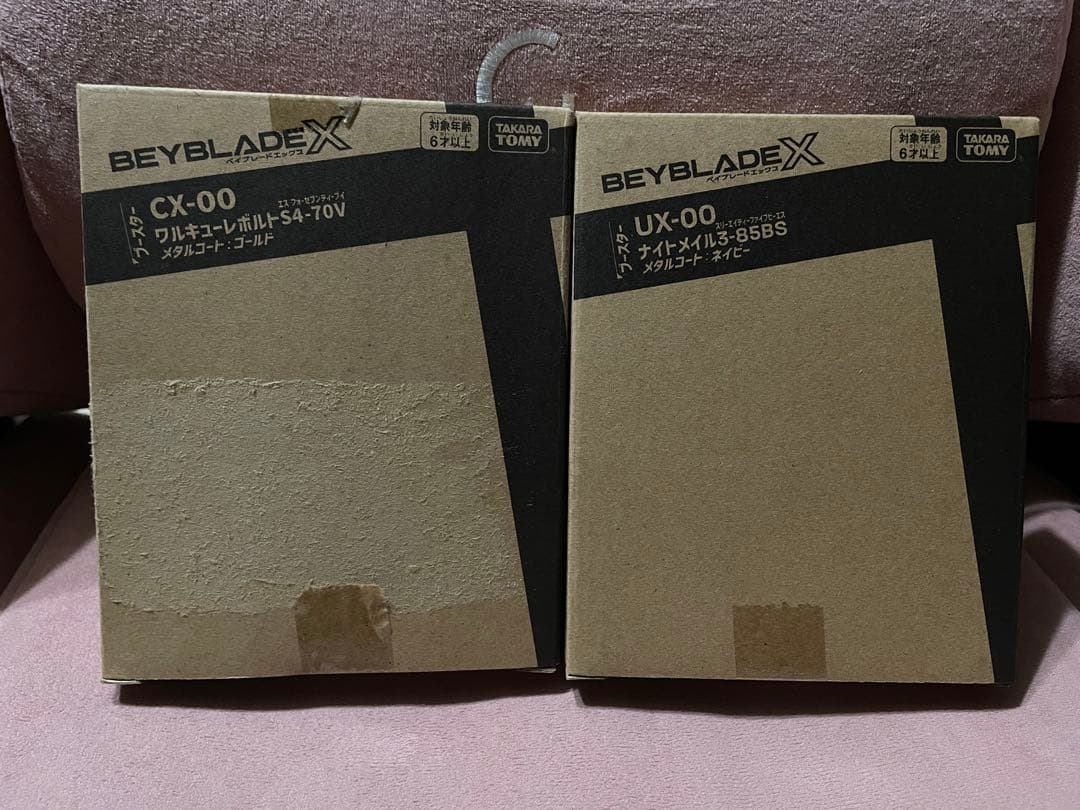 BEYBLADE X
ベイブレードエックス
対象年齢
6才以上
TAKARA
TOMY
ブースター
CX-00
エス フォー セブンティーブイ
ワルキューレボルトS4-70V
メタルコート:ゴールド
BEYBLADE X
ベイブレードエックス
対象年齢
6才以上
TAKARA
TOMY
ブースター
UX-00
スリーエイティーファイブビーエス
ナイトメイル3-85BS
メタルコート:ネイビー